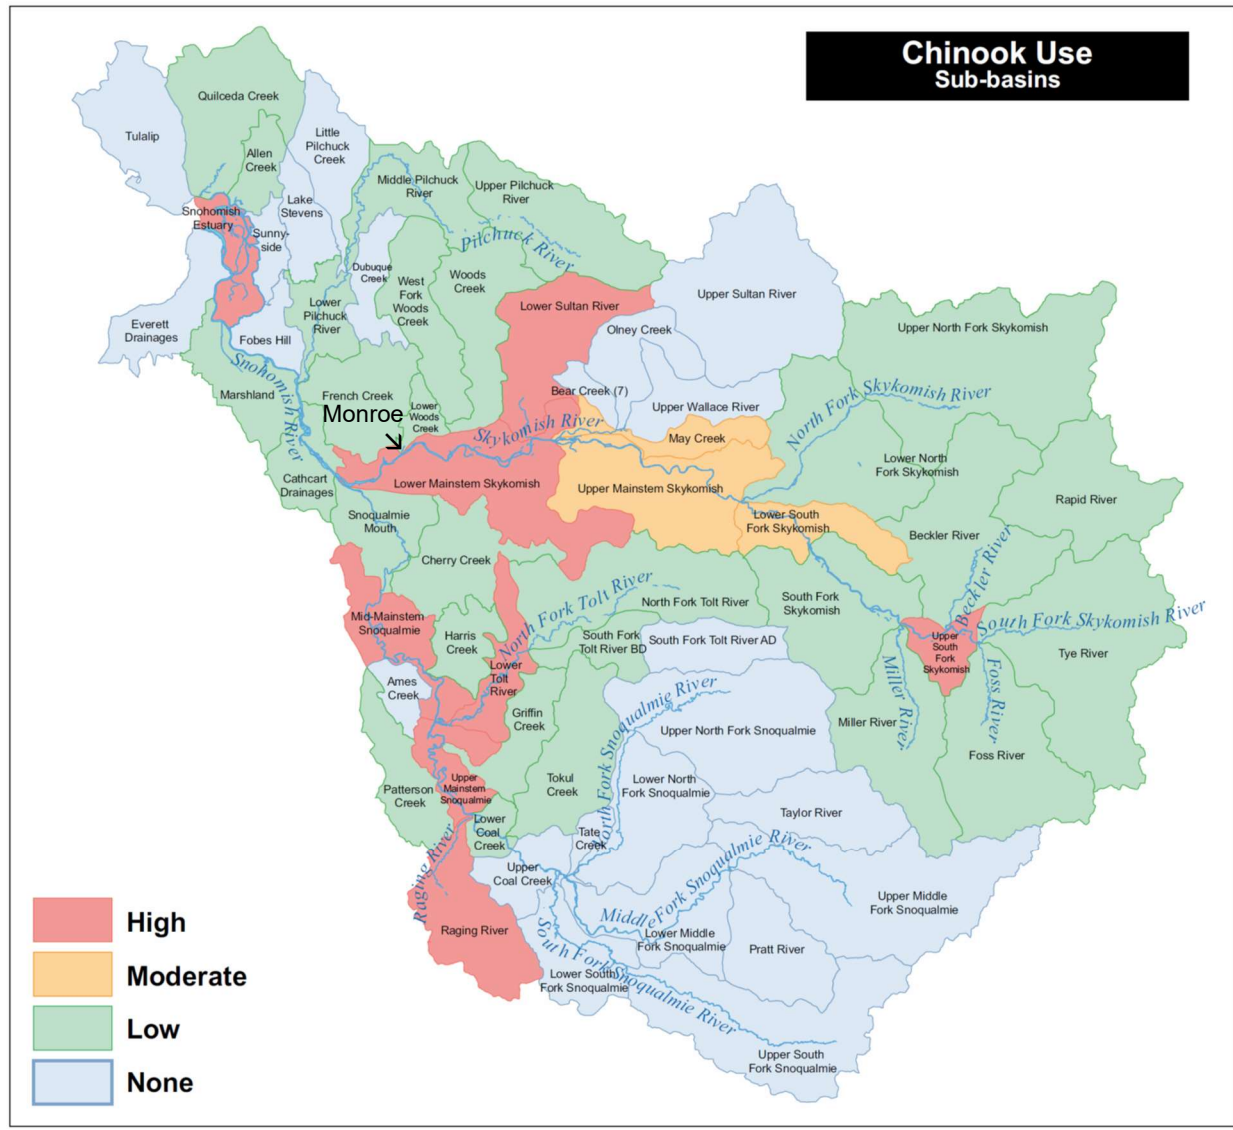 Chinook Use
Sub-basins
Quilceda Creek
Tulalip
Little
Pilchuck
Creek
Allen
Creek
Middle Pilchuck
River
Upper Pilchuck
River
Lake
Stevens
Snohomish
Estuary
Sunny-
side
Pilchuck River
Dubuque
Creek
West
Fork
Woods
Creek
Woods
Creek
Lower Sultan River
Upper Sultan River
Lower
Pilchuck
River
Everett
Drainages
Fobes Hill
Olney Creek
Upper North Fork Skykomish
Snohomish River
Marshland
French Creek
Monroe
Lower
Woods
Creek
Bear Creek (7)
Upper Wallace River
North Fork Skykomish River
Skykomish River
May Creek
Lower North
Fork Skykomish
Cathcart
Drainages
Lower Mainstem Skykomish
Upper Mainstem Skykomish
Rapid River
Snoqualmie
Mouth
Lower South
Fork Skykomish
Beckler River
Beckler River
Cherry Creek
North Fork Tolt River
North Fork Tolt River
South Fork
Skykomish
South Fork Skykomish River
Mid-Mainstem
Snoqualmie
Harris
Creek
South Fork
Tolt River BD
South Fork Tolt River AD
Upper
South
Fork
Skykomish
Tye River
Ames
Creek
Lower
Tolt
River
Miller River
Foss River
Griffin
Creek
North Fork Snoqualmie River
Upper North Fork Snoqualmie
Miller River
Foss River
Patterson
Creek
Upper
Mainstem
Snoqualmie
Tokul
Creek
Lower North
Fork Snoqualmie
Taylor River
Lower
Coal
Creek
Tate
Creek
Raging River
Upper
Coal Creek
Middle Fork Snoqualmie River
Upper Middle
Fork Snoqualmie
Raging River
Lower Middle
Fork Snoqualmie
Pratt River
South Fork Snoqualmie River
Lower South
Fork Snoqualmie
Upper South
Fork Snoqualmie
High
Moderate
Low
None